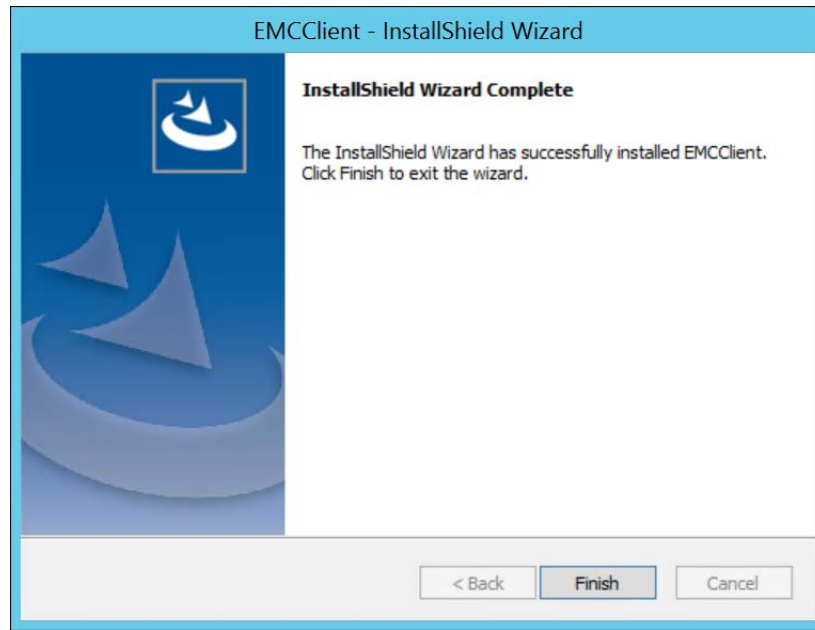 EMCClient - InstallShield Wizard
InstallShield Wizard Complete
The InstallShield Wizard has successfully installed EMCClient.
Click Finish to exit the wizard.
< Back
Finish
Cancel